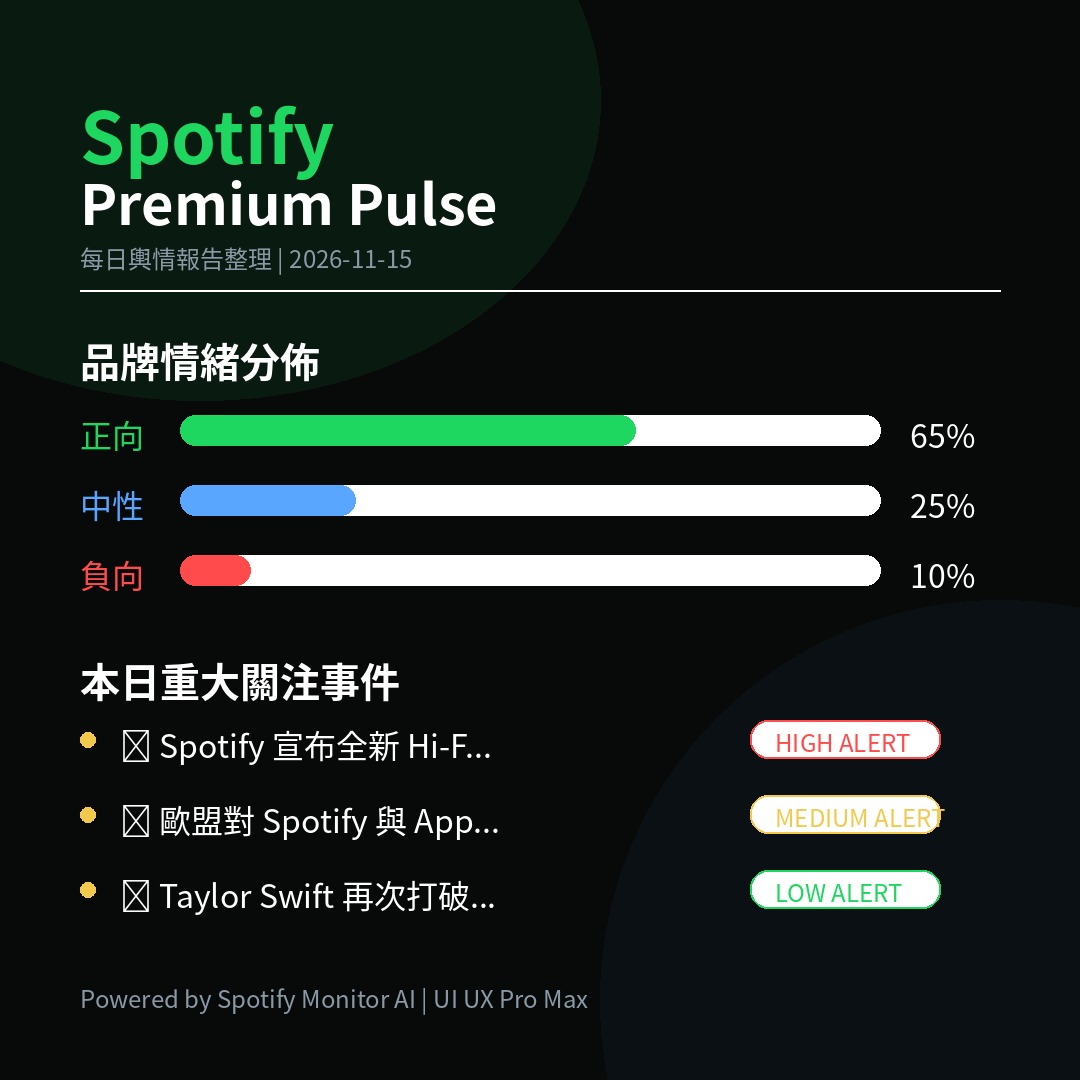 Spotify
Premium Pulse
每日輿情報告整理 | 2026-11-15
品牌情緒分佈
正向 65%
中性 25%
負向 10%
本日重大關注事件
Spotify 宣布全新 Hi-F... HIGH ALERT
歐盟對 Spotify 與 App... MEDIUM ALERT
Taylor Swift 再次打破... LOW ALERT
Powered by Spotify Monitor AI | UI UX Pro Max